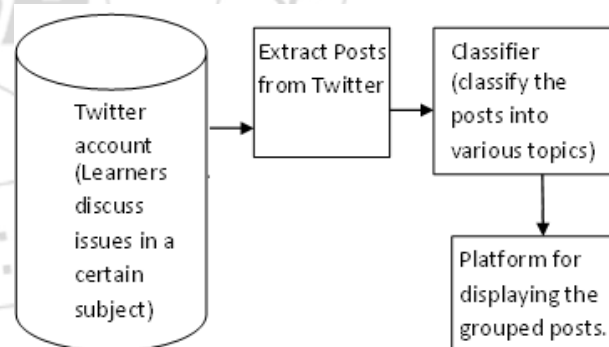 Twitter
account
(Learners
discuss
issues in a
certain
subject)
Extract Posts
from Twitter
Classifier
(classify the
posts into
various topics)
Platform for
displaying the
grouped posts.